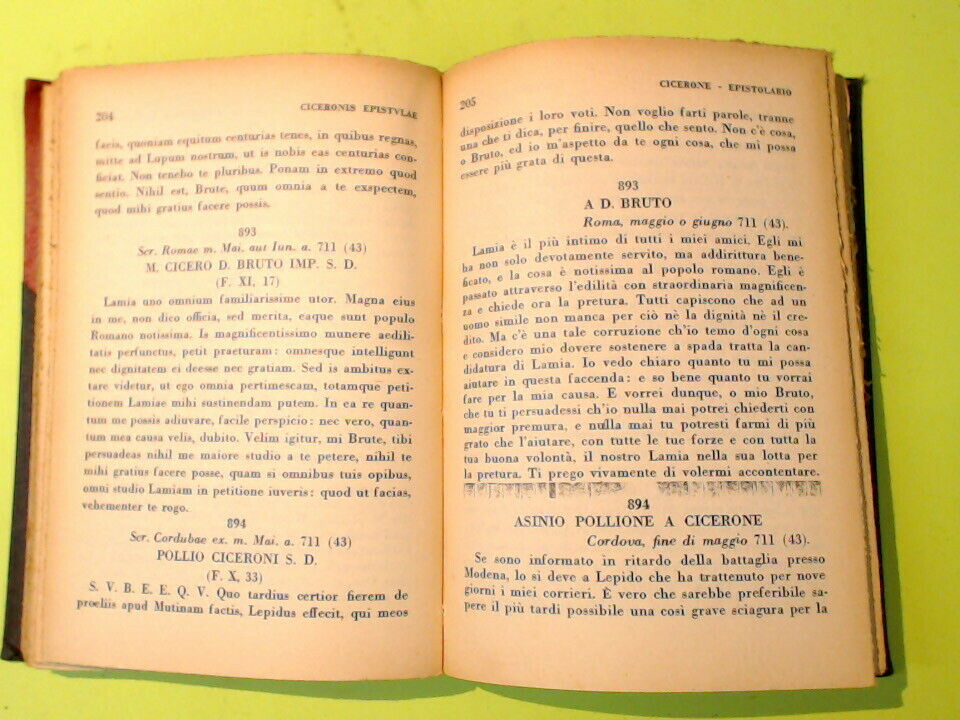 204
CICERONIS EPISTVLAE
facis, quoniam equitum centurias tenes, in quibus regnas,
mitte ad Lupum nostrum, ut is nobis eas centurias con-
ficiat. Non tenebo te pluribus. Ponam in extremo quod
sentio. Nihil est, Brute, quum omnia a te exspectem,
quod mihi gratius facere possis.
893
Scr. Romae m. Mai. aut Iun. a. 711 (43)
M. CICERO D. BRUTO IMP. S. D.
(F. XI, 17)
Lamia uno omnium familiarissime utor. Magna eius
in me, non dico officia, sed merita, eaque sunt populo
Romano notissima. Is magnificentissimo munere aedili-
tatis perfunctus, petit praeturam: omnesque intelligunt
nec dignitatem ei deesse nec gratiam. Sed is ambitus ex-
tare videtur, ut ego omnia pertimescam, totamque peti-
tionem Lamiae mihi sustinendam putem. In ea re quan-
tum me possis adiuvare, facile perspicio: nec vero, quan-
tum mea causa velis, dubito. Velim igitur, mi Brute, tibi
persuadeas nihil me maiore studio a te petere, nihil te
mihi gratius facere posse, quam si omnibus tuis opibus,
omni studio Lamiam in petitione iuveris: quod ut facias,
vehementer te rogo.
894
Scr. Cordubae ex. m. Mai. a. 711 (43)
POLLIO CICERONI S. D.
(F. X, 33)
S. V. B. E. E. Q. V. Quo tardius certior fierem de
proeliis apud Mutinam factis, Lepidus effecit, qui meos
205
CICERONE - EPISTOLARIO
disposizione i loro voti. Non voglio farti parole, tranne
una che ti dica, per finire, quello che sento. Non c'è cosa,
o Bruto, ed io m'aspetto da te ogni cosa, che mi possa
essere più grata di questa.
893
A D. BRUTO
Roma, maggio o giugno 711 (43).
Lamia è il più intimo di tutti i miei amici. Egli mi
ha non solo devotamente servito, ma addirittura bene-
ficato, e la cosa è notissima al popolo romano. Egli è
passato attraverso l'edilità con straordinaria magnificen-
za e chiede ora la pretura. Tutti capiscono che ad un
uomo simile non manca per ciò nè la dignità nè il cre-
dito. Ma c'è una tale corruzione ch'io temo d'ogni cosa
e considero mio dovere sostenere a spada tratta la can-
didatura di Lamia. Io vedo chiaro quanto tu mi possa
aiutare in questa faccenda: e so bene quanto tu vorrai
fare per la mia causa. E vorrei dunque, o mio Bruto,
che tu ti persuadessi ch'io nulla mai potrei chiederti con
maggior premura, e nulla mai tu potresti farmi di più
grato che l'aiutare, con tutte le tue forze e con tutta la
tua buona volontà, il nostro Lamia nella sua lotta per
la pretura. Ti prego vivamente di volermi accontentare.
894
ASINIO POLLIONE A CICERONE
Cordova, fine di maggio 711 (43).
Se sono informato in ritardo della battaglia presso
Modena, lo si deve a Lepido che ha trattenuto per nove
giorni i miei corrieri. È vero che sarebbe preferibile sa-
pere il più tardi possibile una così grave sciagura per la